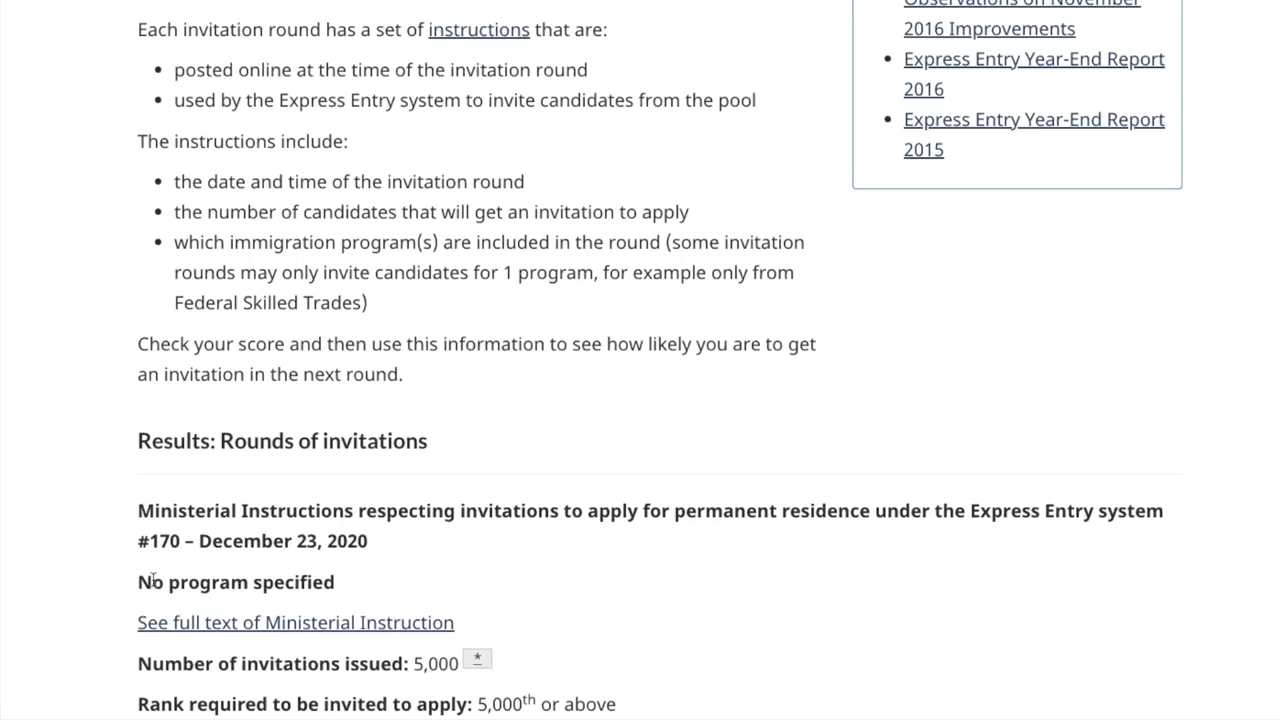 Each invitation round has a set of instructions that are:
• posted online at the time of the invitation round
• used by the Express Entry system to invite candidates from the pool
The instructions include:
• the date and time of the invitation round
• the number of candidates that will get an invitation to apply
• which immigration program(s) are included in the round (some invitation
rounds may only invite candidates for 1 program, for example only from
Federal Skilled Trades)
Check your score and then use this information to see how likely you are to get
an invitation in the next round.
Observations on November
2016 Improvements
• Express Entry Year-End Report
2016
• Express Entry Year-End Report
2015
Results: Rounds of invitations
Ministerial Instructions respecting invitations to apply for permanent residence under the Express Entry system
#170 – December 23, 2020
No program specified
See full text of Ministerial Instruction
Number of invitations issued: 5,000 *
Rank required to be invited to apply: 5,000th or above